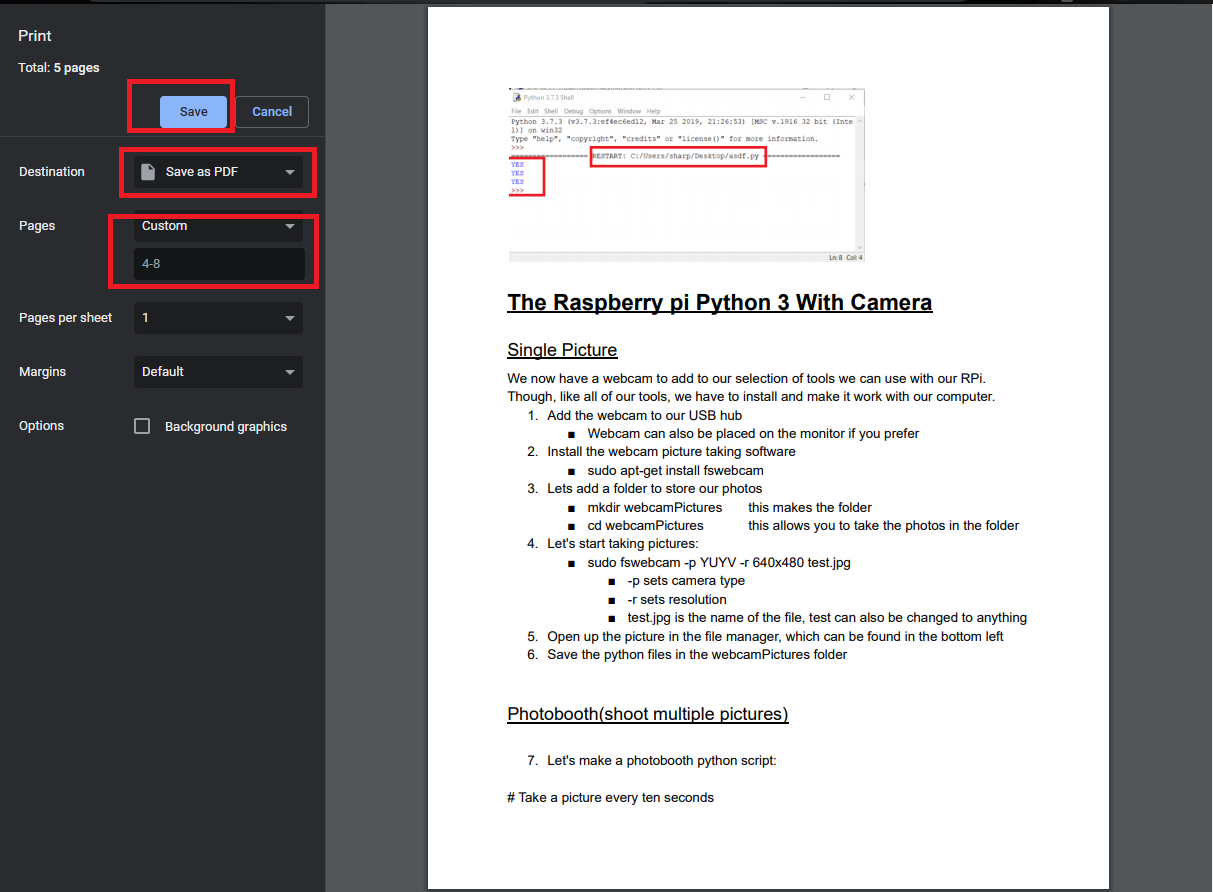 Print
Total: 5 pages
Save
Cancel
Destination
Save as PDF
Pages
Custom
4-8
Pages per sheet
1
Margins
Default
Options
Background graphics
Python 3.7.3 Shell
File Edit Shell Debug Options Window Help
Python 3.7.3 (v3.7.3:ef4ec6ed12, Mar 25 2019, 21:26:53) [MSC v.1916 32 bit (Inte
l)] on win32
Type "help", "copyright", "credits" or "license()" for more information.
>>>
================== RESTART: C:/Users/sharp/Desktop/asdf.py ==================
YES
YES
YES
>>>
Ln: 8 Col: 4
The Raspberry pi Python 3 With Camera
Single Picture
We now have a webcam to add to our selection of tools we can use with our RPi.
Though, like all of our tools, we have to install and make it work with our computer.
1. Add the webcam to our USB hub
■ Webcam can also be placed on the monitor if you prefer
2. Install the webcam picture taking software
■ sudo apt-get install fswebcam
3. Lets add a folder to store our photos
■ mkdir webcamPictures this makes the folder
■ cd webcamPictures this allows you to take the photos in the folder
4. Let's start taking pictures:
■ sudo fswebcam -p YUYV -r 640x480 test.jpg
■ -p sets camera type
■ -r sets resolution
■ test.jpg is the name of the file, test can also be changed to anything
5. Open up the picture in the file manager, which can be found in the bottom left
6. Save the python files in the webcamPictures folder
Photobooth(shoot multiple pictures)
7. Let's make a photobooth python script:
# Take a picture every ten seconds